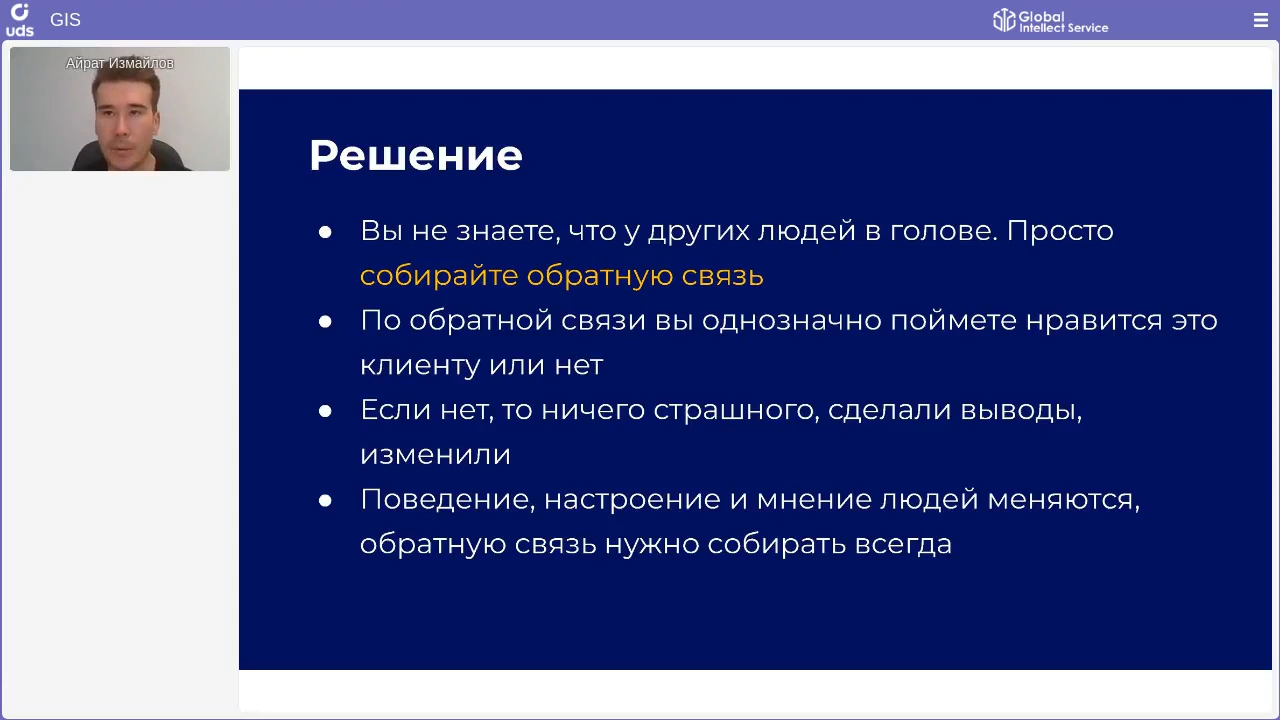 uds
GIS
Global
Intellect Service
Айрат Измайлов
Решение
● Вы не знаете, что у других людей в голове. Просто
собирайте обратную связь
● По обратной связи вы однозначно поймете нравится это
клиенту или нет
● Если нет, то ничего страшного, сделали выводы,
изменили
● Поведение, настроение и мнение людей меняются,
обратную связь нужно собирать всегда